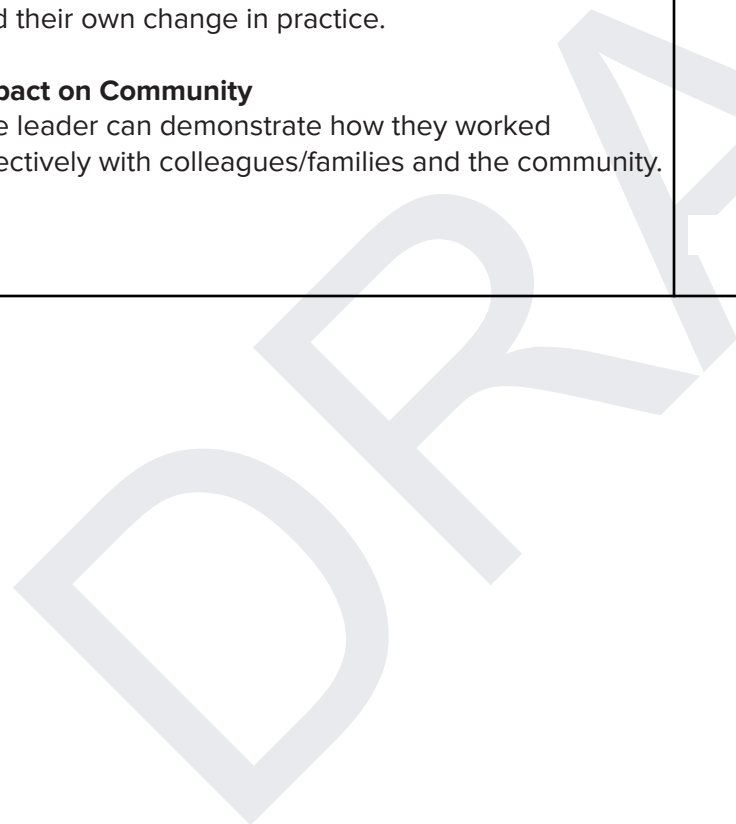 d their own change in practice.
pact on Community
e leader can demonstrate how they worked
ectively with colleagues/families and the community.
DRA